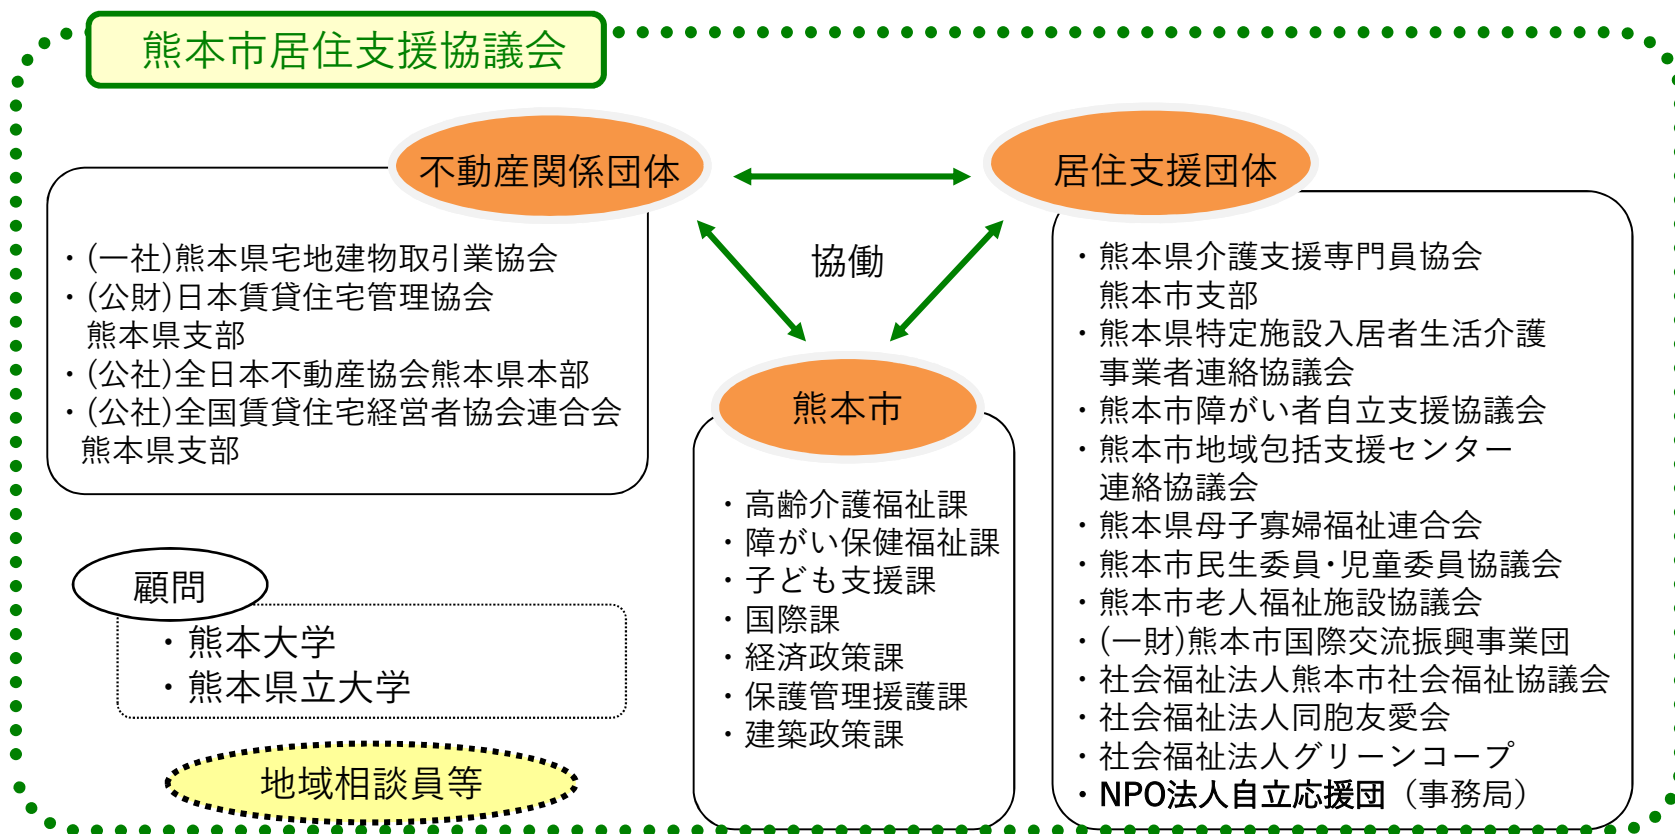 熊本市居住支援協議会
不動産関係団体
・(一社)熊本県宅地建物取引業協会
・(公財)日本賃貸住宅管理協会
熊本県支部
・(公社)全日本不動産協会熊本県本部
・(公社)全国賃貸住宅経営者協会連合会
熊本県支部
協働
居住支援団体
・熊本県介護支援専門員協会
熊本市支部
・熊本県特定施設入居者生活介護
事業者連絡協議会
・熊本市障がい者自立支援協議会
・熊本市地域包括支援センター
連絡協議会
・熊本県母子寡婦福祉連合会
・熊本市民生委員･児童委員協議会
・熊本市老人福祉施設協議会
・(一財)熊本市国際交流振興事業団
・社会福祉法人熊本市社会福祉協議会
・社会福祉法人同胞友愛会
・社会福祉法人グリーンコープ
・NPO法人自立応援団（事務局）
熊本市
・高齢介護福祉課
・障がい保健福祉課
・子ども支援課
・国際課
・経済政策課
・保護管理援護課
・建築政策課
顧問
・熊本大学
・熊本県立大学
地域相談員等